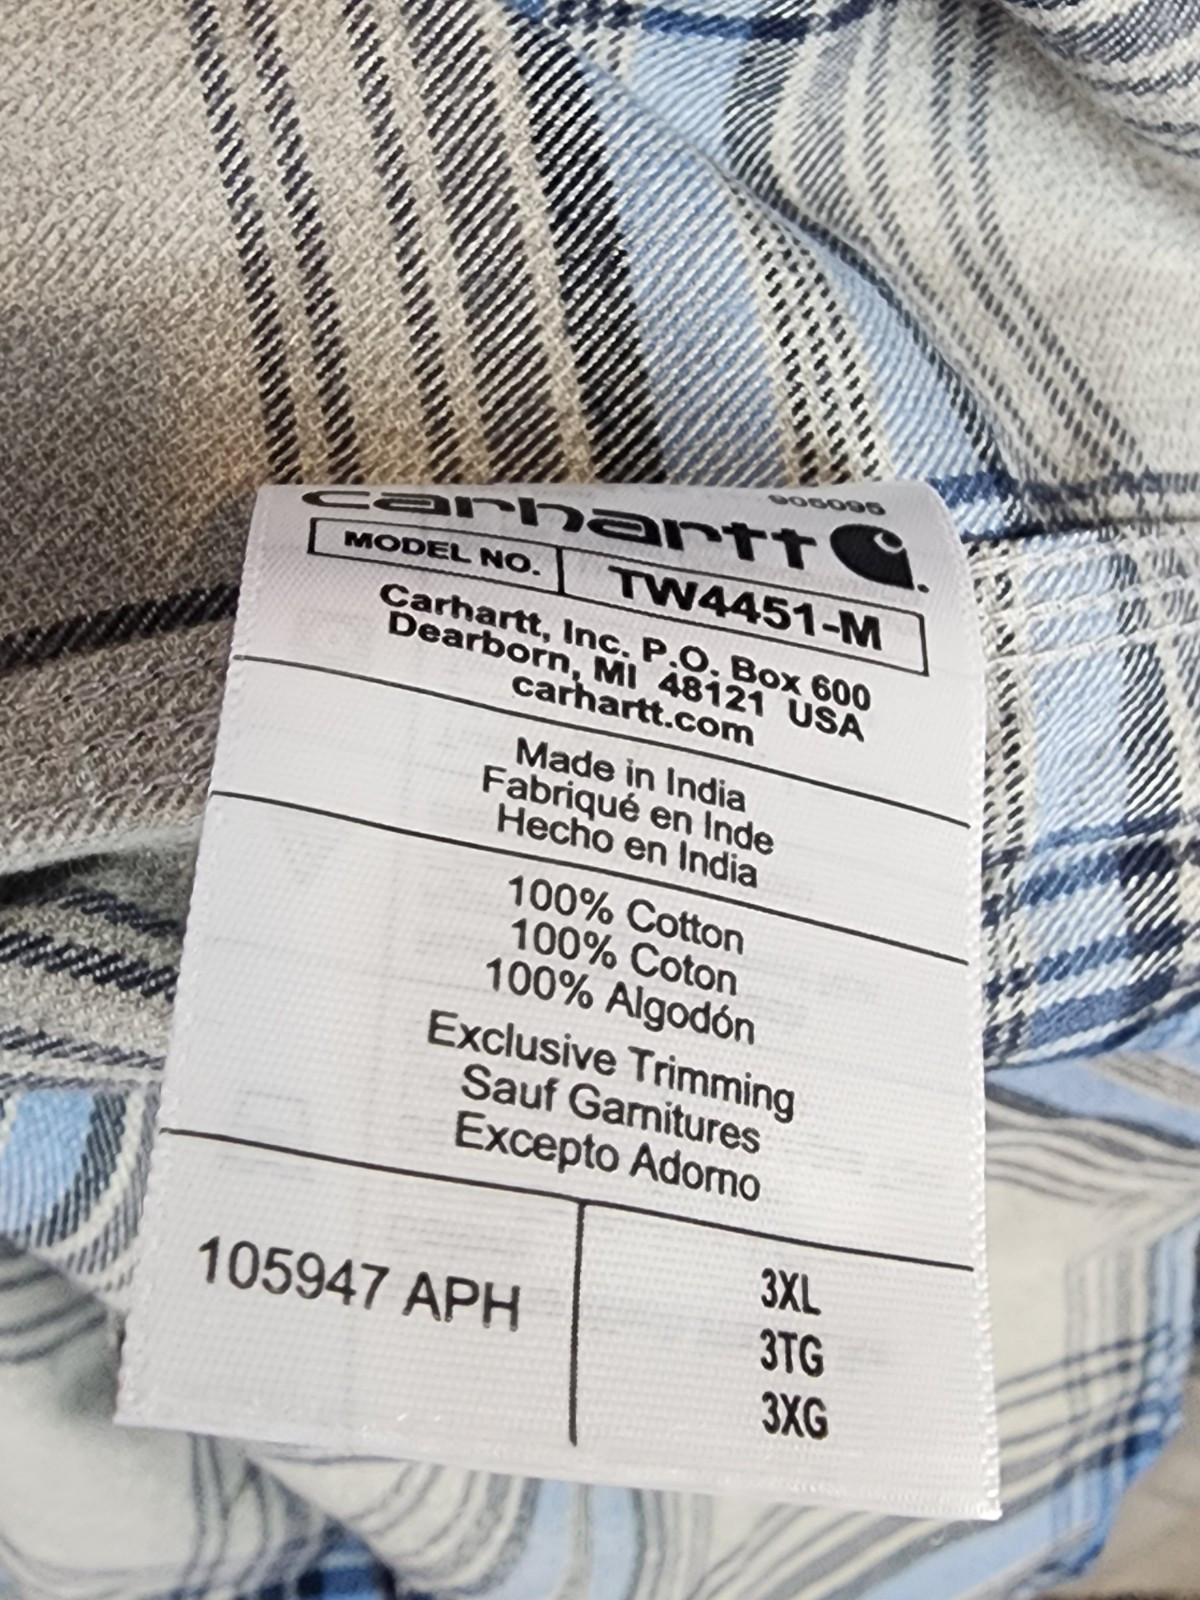 905095
carhartt
MODEL NO. TW4451-M
Carhartt, Inc. P.O. Box 600
Dearborn, MI 48121 USA
carhartt.com
Made in India
Fabriqué en Inde
Hecho en India
100% Cotton
100% Coton
100% Algodón
Exclusive Trimming
Sauf Garnitures
Excepto Adorno
105947 APH
3XL
3TG
3XG